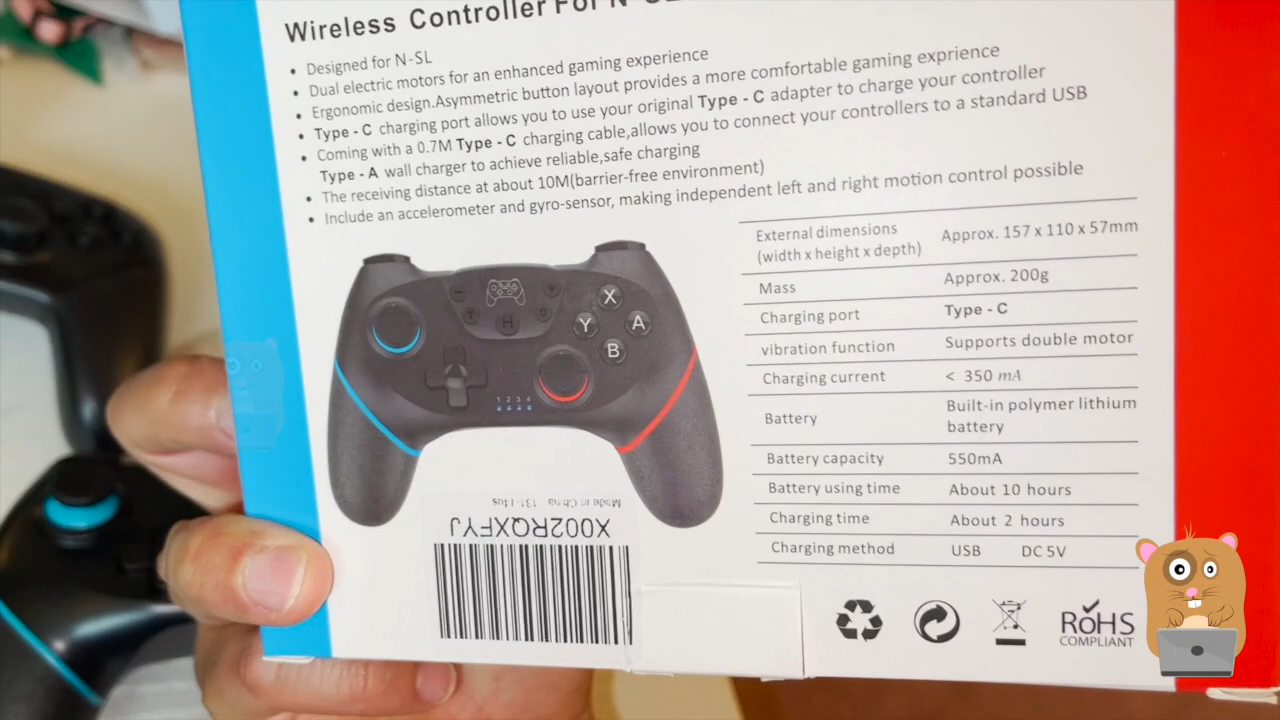 Wireless Controller For N-
• Designed for N-SL
• Dual electric motors for an enhanced gaming experience
• Ergonomic design.Asymmetric button layout provides a more comfortable gaming exprience
• Type - C charging port allows you to use your original Type - C adapter to charge your controller
• Coming with a 0.7M Type - C charging cable,allows you to connect your controllers to a standard USB
Type - A wall charger to achieve reliable,safe charging
• The receiving distance at about 10M(barrier-free environment)
• Include an accelerometer and gyro-sensor, making independent left and right motion control possible
External dimensions
(width x height x depth) Approx. 157 x 110 x 57mm
Mass Approx. 200g
Charging port Type - C
vibration function Supports double motor
Charging current < 350 mA
Battery Built-in polymer lithium
battery
Battery capacity 550mA
Battery using time About 10 hours
Charging time About 2 hours
Charging method USB DC 5V
X
Y A
B
T H
1 2 3 4
X002RQXFYJ
Made in China
RoHS
COMPLIANT